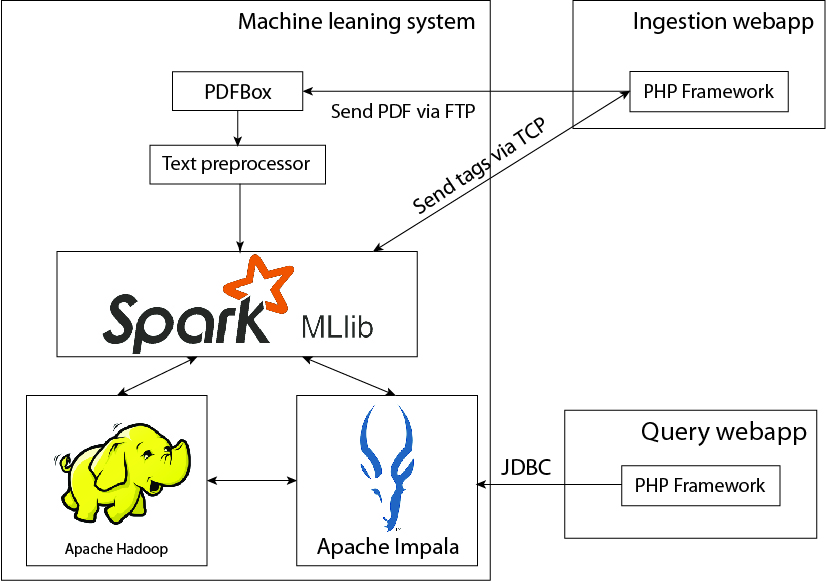 Machine leaning system
Ingestion webapp
PDFBox
PHP Framework
Send PDF via FTP
Send tags via TCP
Text preprocessor
Spark MLlib
Apache Hadoop
Apache Impala
JDBC
Query webapp
PHP Framework